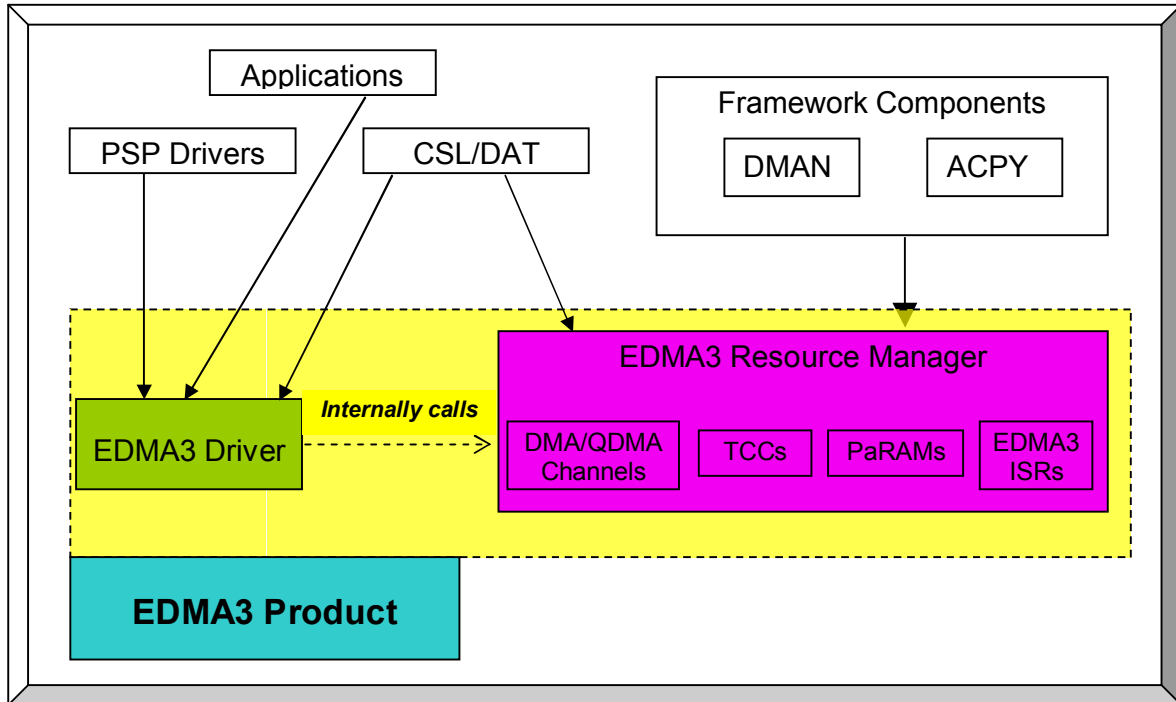 Applications
Framework Components
PSP Drivers
CSL/DAT
DMAN
ACPY
EDMA3 Resource Manager
Internally calls
EDMA3 Driver
DMA/QDMA
Channels
TCCs
PaRAMs
EDMA3
ISRs
EDMA3 Product